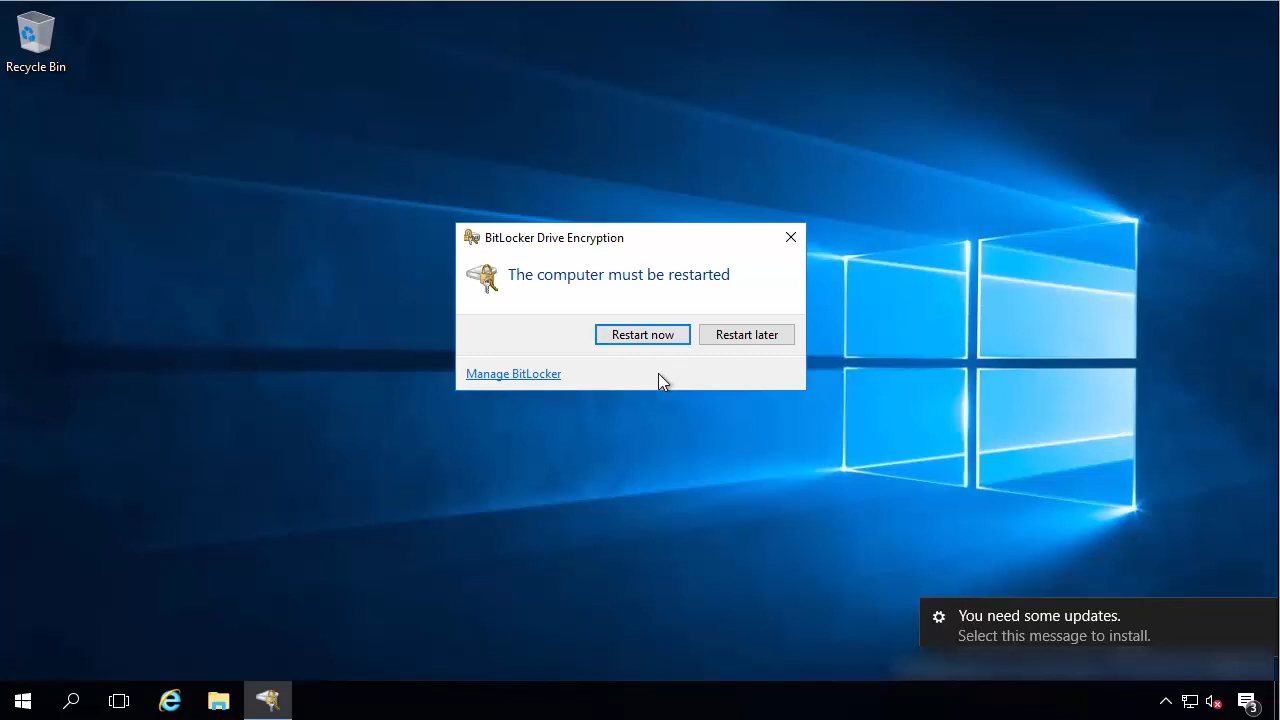 Recycle Bin
BitLocker Drive Encryption
The computer must be restarted
Restart now
Restart later
Manage BitLocker
You need some updates.
Select this message to install.
3